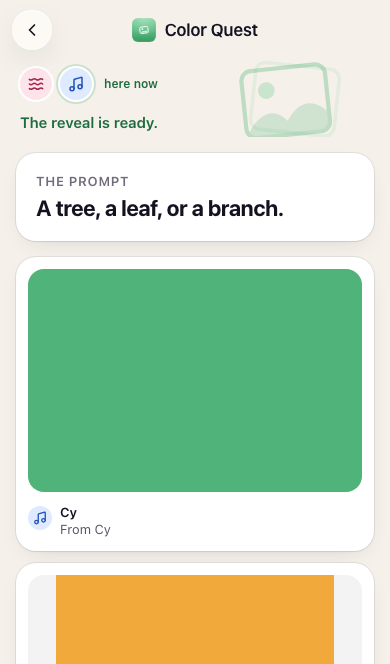 Color Quest
here now
The reveal is ready.
THE PROMPT
A tree, a leaf, or a branch.
Cy
From Cy